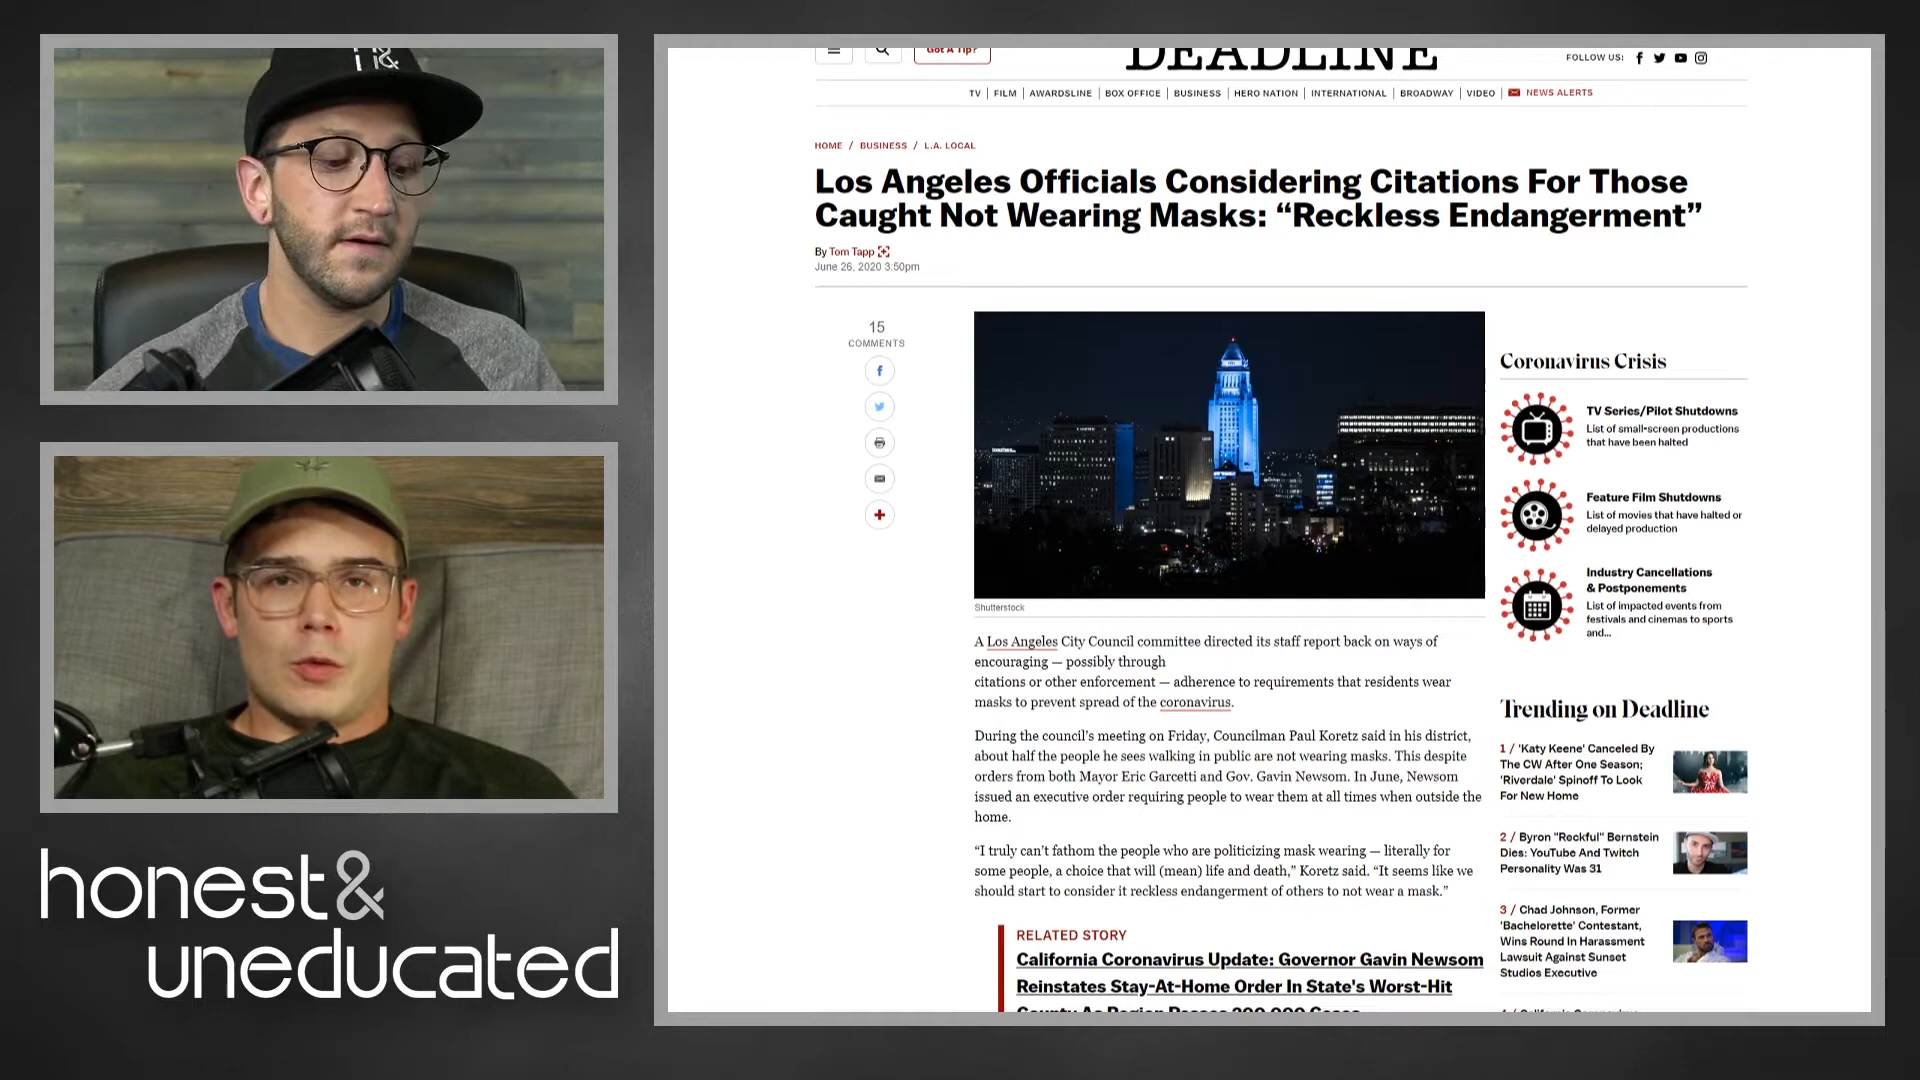 H&
honest&
uneducated
Got A Tip?
DEADLINE
FOLLOW US:
TV | FILM | AWARDSLINE | BOX OFFICE | BUSINESS | HERO NATION | INTERNATIONAL | BROADWAY | VIDEO | NEWS ALERTS
HOME / BUSINESS / L.A. LOCAL
Los Angeles Officials Considering Citations For Those
Caught Not Wearing Masks: “Reckless Endangerment”
By Tom Tapp
June 26, 2020 3:50pm
15
COMMENTS
Shutterstock
A Los Angeles City Council committee directed its staff report back on ways of
encouraging — possibly through
citations or other enforcement — adherence to requirements that residents wear
masks to prevent spread of the coronavirus.
During the council’s meeting on Friday, Councilman Paul Koretz said in his district,
about half the people he sees walking in public are not wearing masks. This despite
orders from both Mayor Eric Garcetti and Gov. Gavin Newsom. In June, Newsom
issued an executive order requiring people to wear them at all times when outside the
home.
“I truly can’t fathom the people who are politicizing mask wearing — literally for
some people, a choice that will (mean) life and death,” Koretz said. “It seems like we
should start to consider it reckless endangerment of others to not wear a mask.”
RELATED STORY
California Coronavirus Update: Governor Gavin Newsom
Reinstates Stay-At-Home Order In State's Worst-Hit
County As Region Passes 200,000 Cases
Coronavirus Crisis
TV Series/Pilot Shutdowns
List of small-screen productions
that have been halted
Feature Film Shutdowns
List of movies that have halted or
delayed production
Industry Cancellations
& Postponements
List of impacted events from
festivals and cinemas to sports
and...
Trending on Deadline
1 / 'Katy Keene' Canceled By
The CW After One Season;
'Riverdale' Spinoff To Look
For New Home
2 / Byron "Reckful" Bernstein
Dies: YouTube And Twitch
Personality Was 31
3 / Chad Johnson, Former
'Bachelorette' Contestant,
Wins Round In Harassment
Lawsuit Against Sunset
Studios Executive